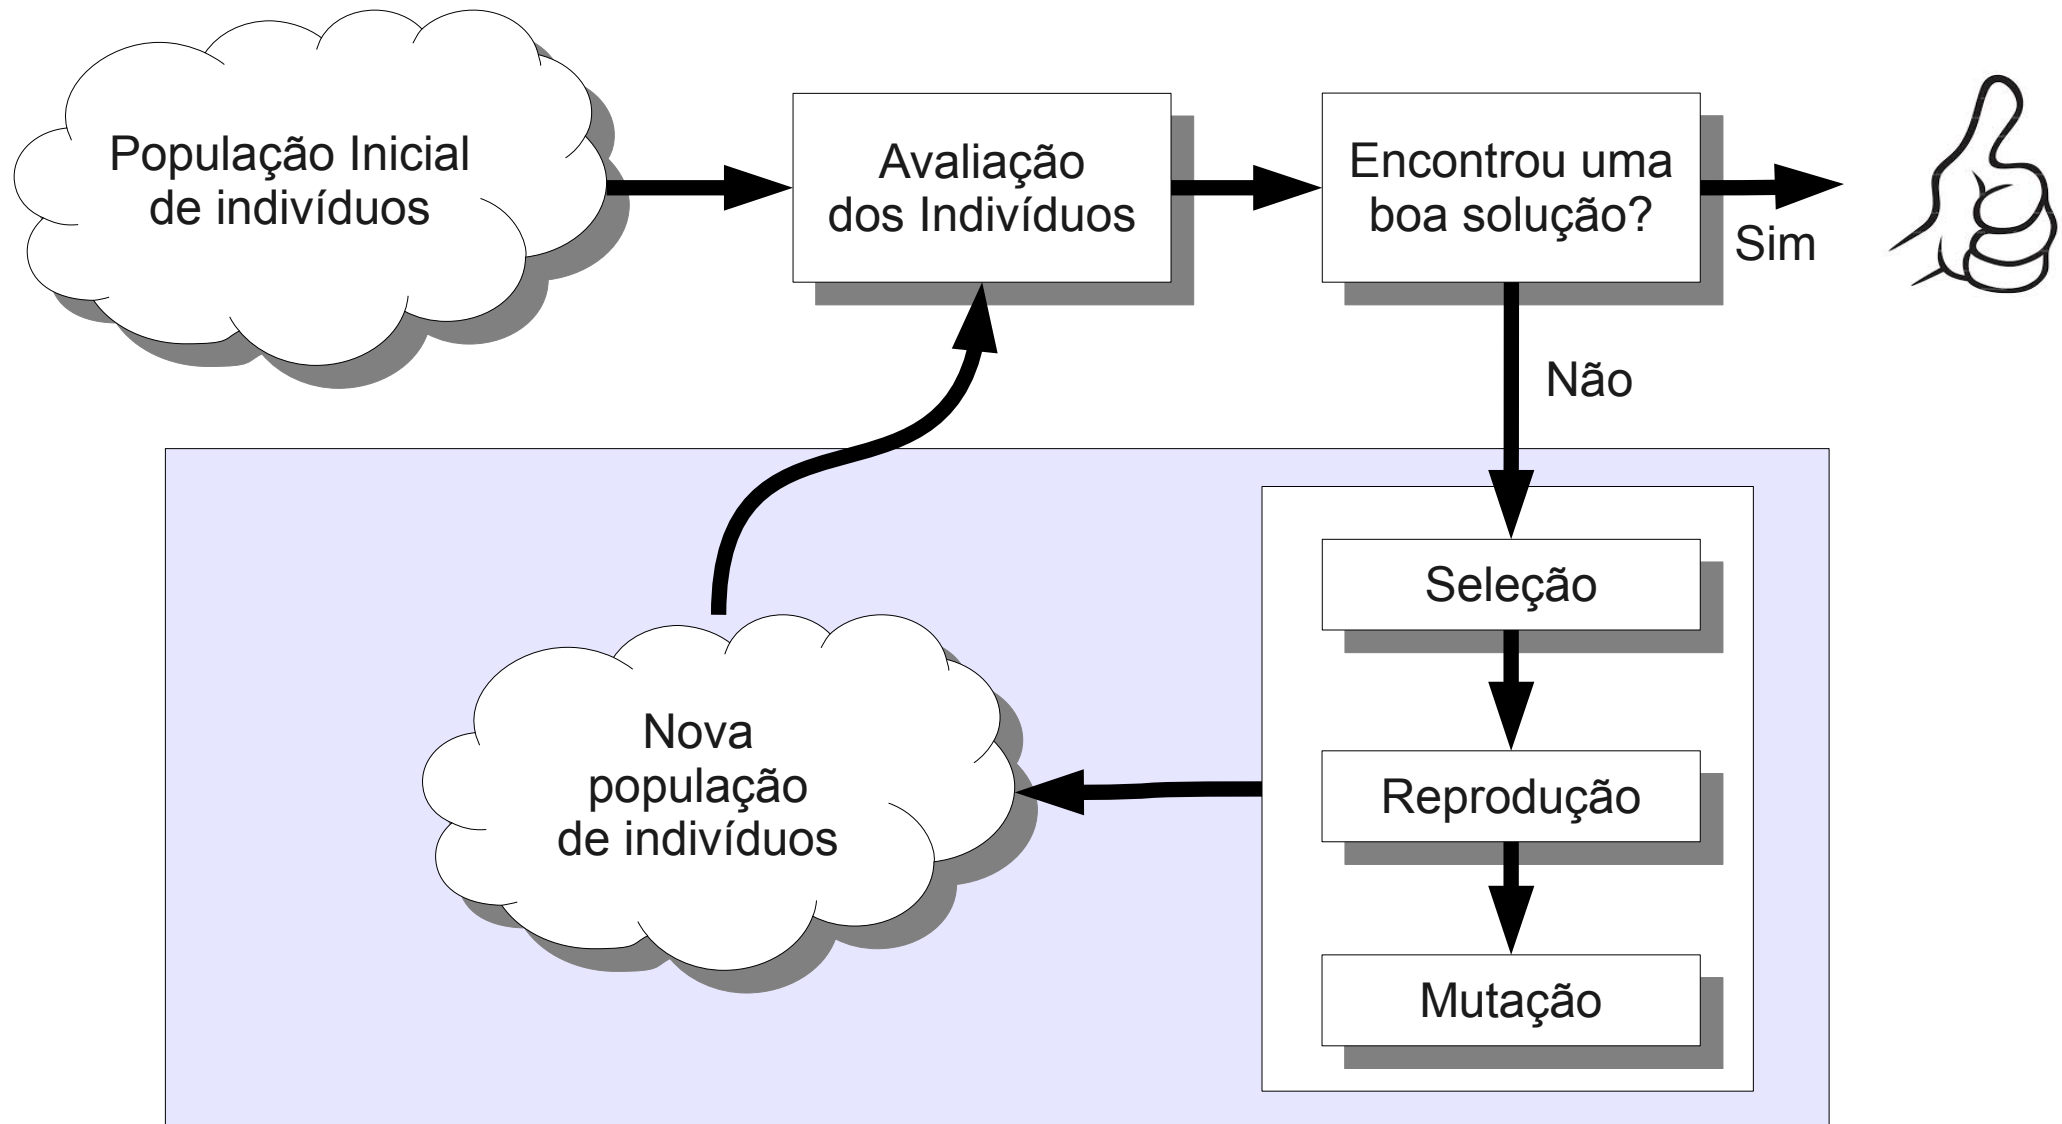 População Inicial
de indivíduos
Avaliação
dos Indivíduos
Encontrou uma
boa solução?
Sim
Não
Seleção
Reprodução
Mutação
Nova
população
de indivíduos